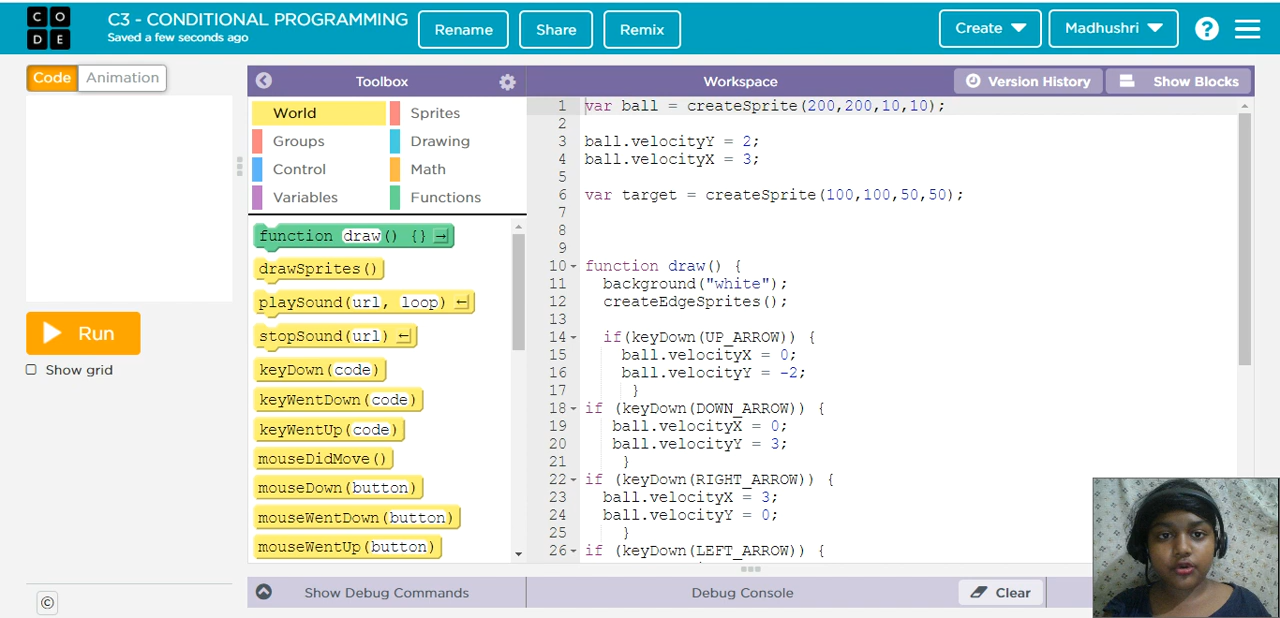 C O D E
C3 - CONDITIONAL PROGRAMMING
Saved a few seconds ago
Rename
Share
Remix
Create
Madhushri
?
Code
Animation
Run
Show grid
©
Toolbox
World
Sprites
Groups
Drawing
Control
Math
Variables
Functions
function draw() {}
drawSprites()
playSound(url, loop)
stopSound(url)
keyDown(code)
keyWentDown(code)
keyWentUp(code)
mouseDidMove()
mouseDown(button)
mouseWentDown(button)
mouseWentUp(button)
Workspace
Version History
Show Blocks
1 var ball = createSprite(200,200,10,10);
2
3 ball.velocityY = 2;
4 ball.velocityX = 3;
5
6 var target = createSprite(100,100,50,50);
7
8
9
10 function draw() {
11 background("white");
12 createEdgeSprites();
13
14 if(keyDown(UP_ARROW)) {
15 ball.velocityX = 0;
16 ball.velocityY = -2;
17 }
18 if (keyDown(DOWN_ARROW)) {
19 ball.velocityX = 0;
20 ball.velocityY = 3;
21 }
22 if (keyDown(RIGHT_ARROW)) {
23 ball.velocityX = 3;
24 ball.velocityY = 0;
25 }
26 if (keyDown(LEFT_ARROW)) {
Show Debug Commands
Debug Console
Clear